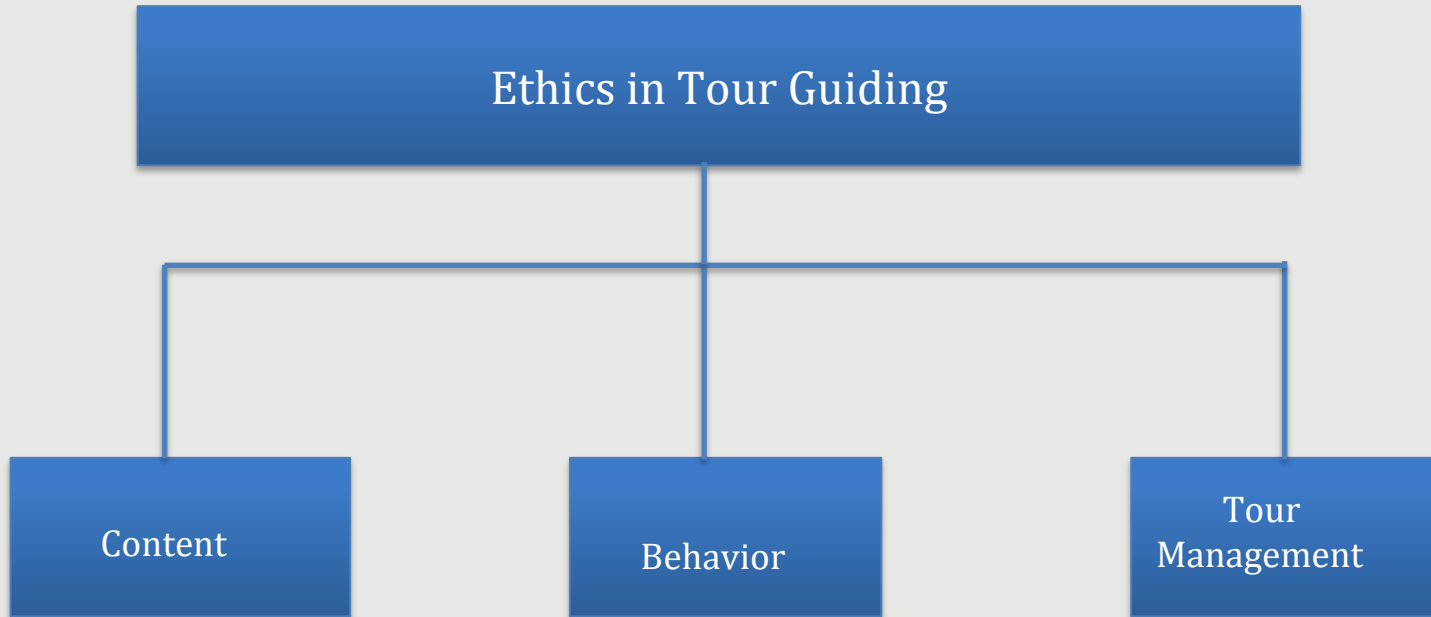 Ethics in Tour Guiding
Content
Behavior
Tour
Management